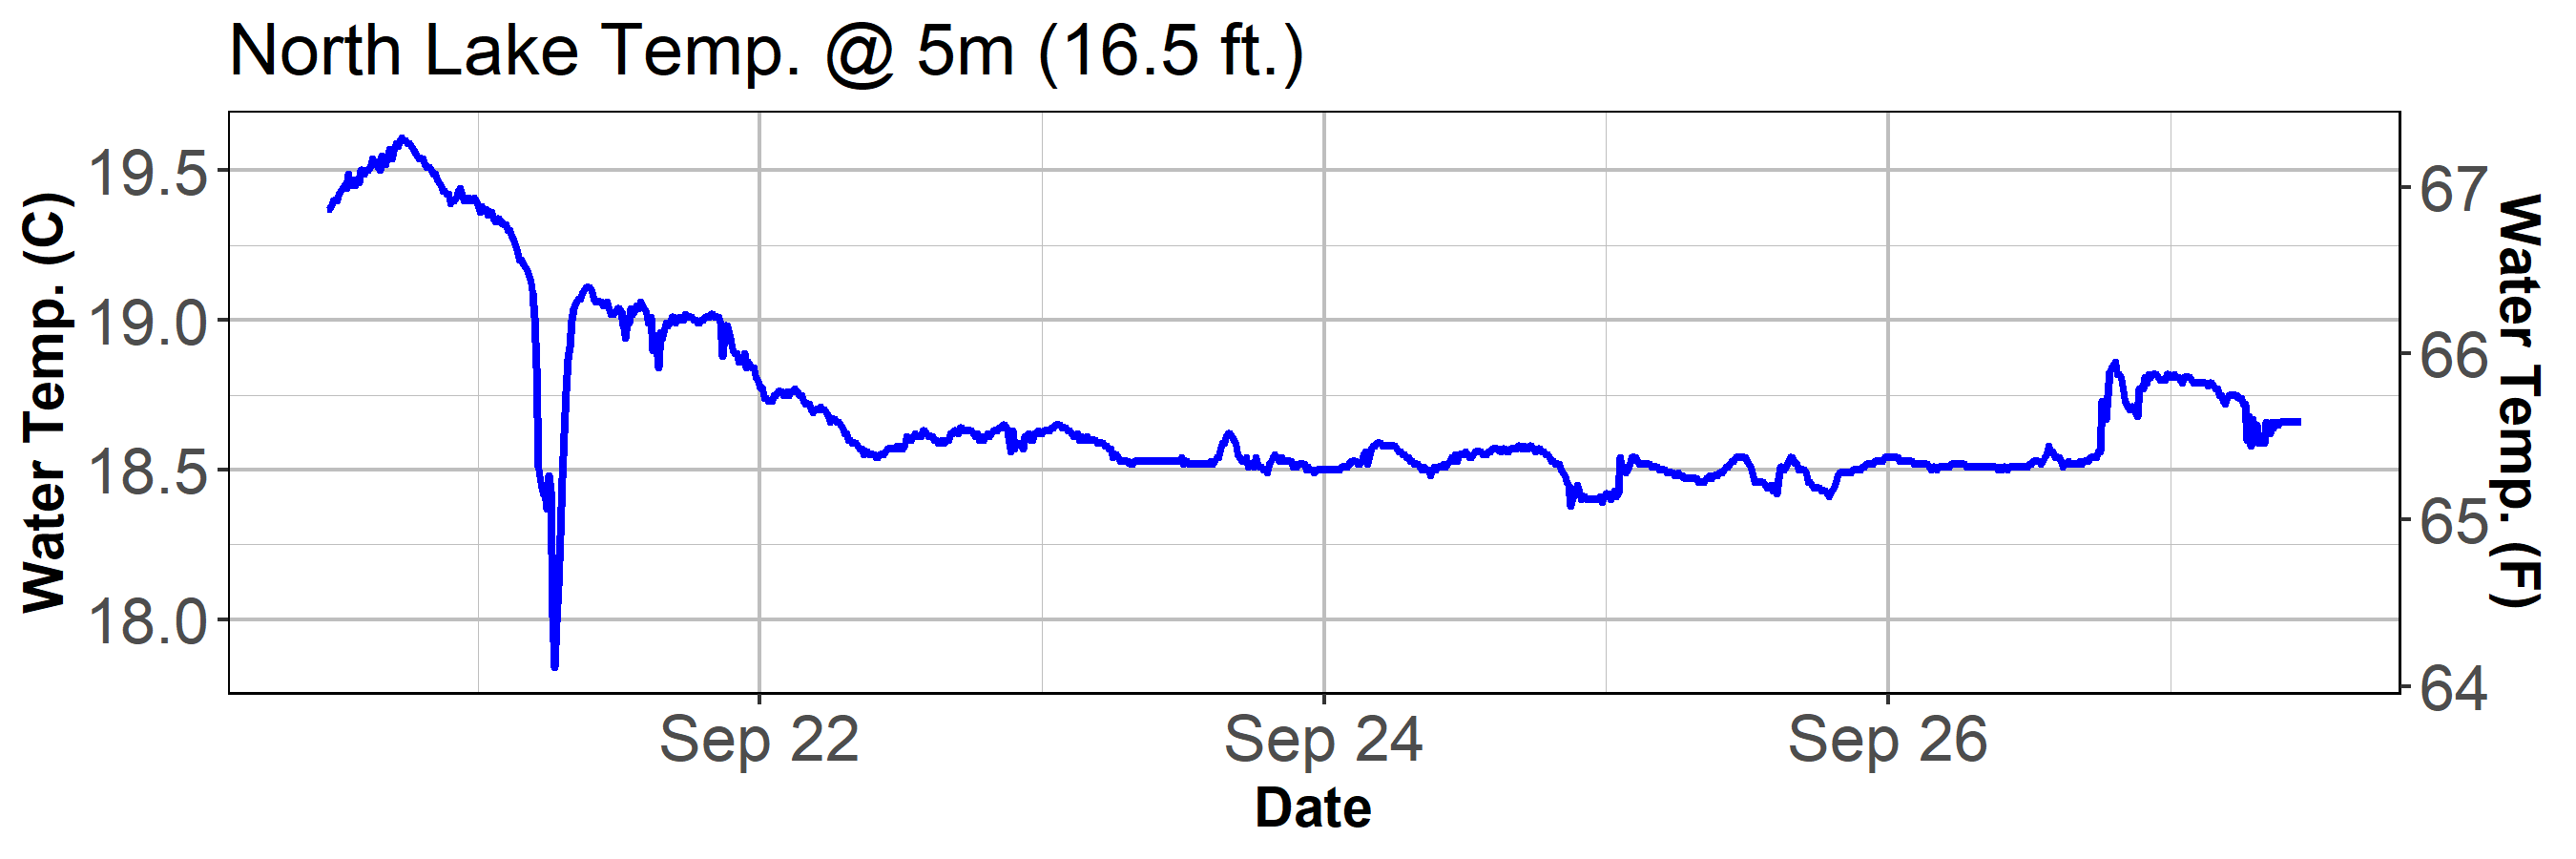 North Lake Temp. @ 5m (16.5 ft.)
Water Temp. (C)
19.5
19.0
18.5
18.0
67
66
65
64
Water Temp. (F)
Sep 22
Sep 24
Sep 26
Date